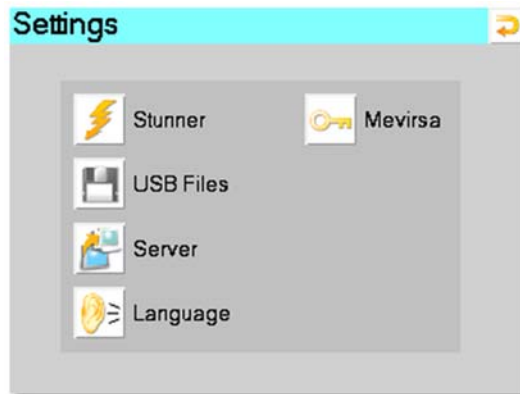 Settings
Stunner
Mevirsa
USB Files
Server
Language